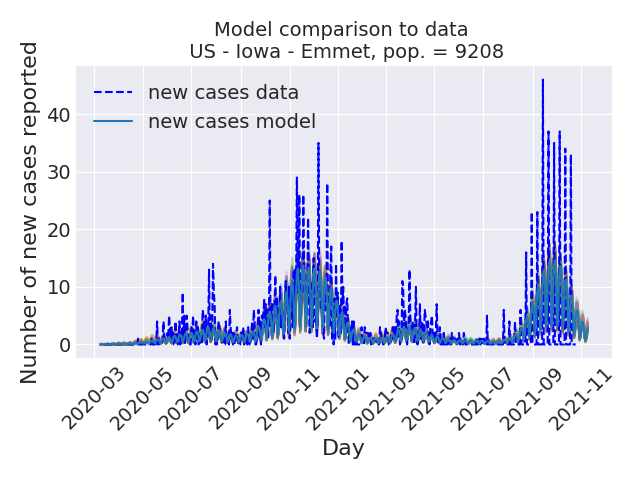 Model comparison to data
US - Iowa - Emmet, pop. = 9208
Number of new cases reported
new cases data
new cases model
40
30
20
10
0
2020-03
2020-05
2020-07
2020-09
2020-11
2021-01
2021-03
2021-05
2021-07
2021-09
2021-11
Day